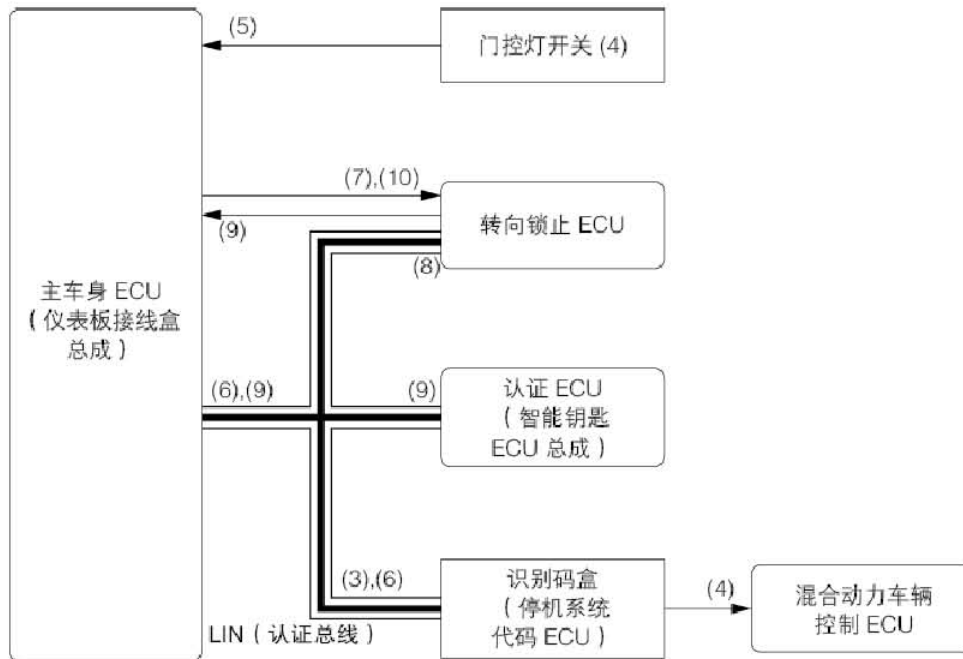 (5)
门控灯开关 (4)
(7),(10)
(9)
转向锁止 ECU
(8)
主车身 ECU
(仪表板接线盒
总成)
(6),(9)
(9)
认证 ECU
(智能钥匙
ECU 总成)
(3),(6)
识别码盒
(停机系统
代码 ECU)
(4)
混合动力车辆
控制 ECU
LIN (认证总线)